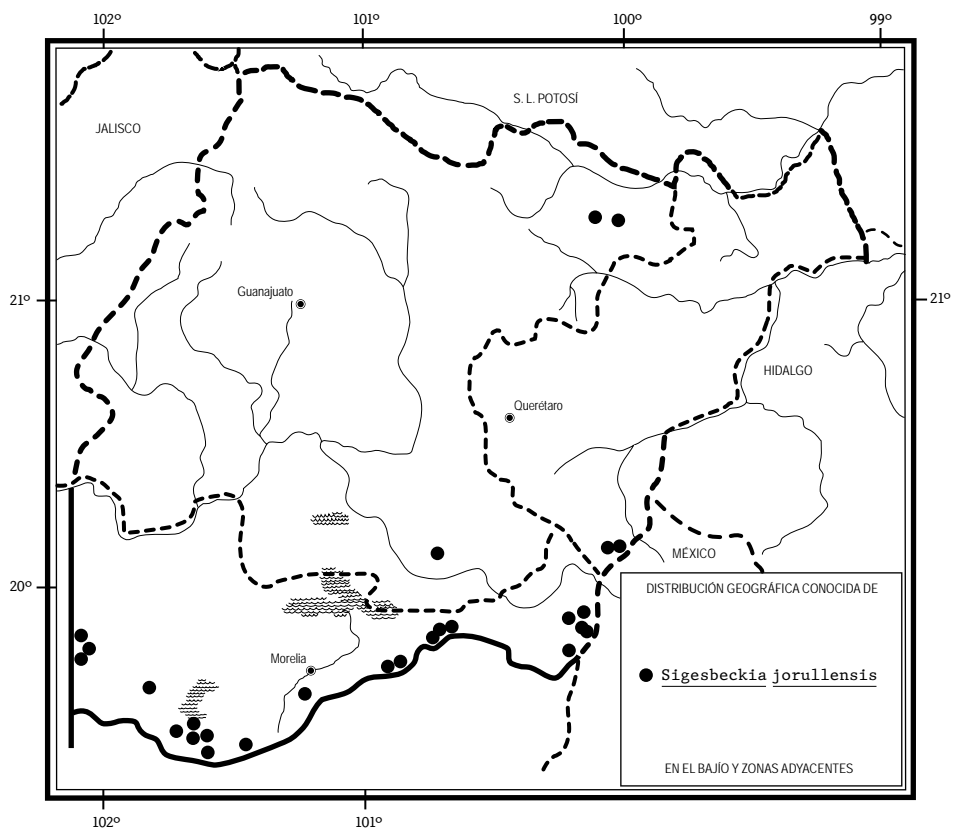 102º 101º 100º 99º
S. L. POTOSÍ
JALISCO
Guanajuato
21º 21º
HIDALGO
Querétaro
MÉXICO
20º
DISTRIBUCIÓN GEOGRÁFICA CONOCIDA DE
Morelia
Sigesbeckia jorullensis
EN EL BAJÍO Y ZONAS ADYACENTES
102º 101º